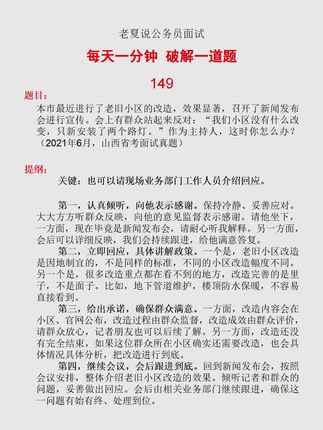 老夏说公务员面试
每天一分钟 破解一道题
149
题目:
本市最近进行了老旧小区的改造，效果显著，召开了新闻发布
会进行宣传。会上有群众站起来反对：“我们小区没有什么改
变，只新安装了两个路灯。”作为主持人，这时你怎么办？
（2021年6月，山西省考面试真题）
提纲:
关键：也可以请现场业务部门工作人员介绍回应。
第一，认真倾听，向他表示感谢。保持冷静、妥善应对。
大大方方听群众反映，向他的意见监督表示感谢。请他坐下，
一方面，现在毕竟是新闻发布会，请耐心听我解释。另一方面，
会后可以详细反映，我们会持续跟进，给他满意答复。
第二，立即回应，具体讲解政策。一个是，老旧小区改造
是因地制宜的，不是同样的标准，不同的小区改造幅度不同。
另一个是，很多改造重点都在看不到的地方，改造完善的是里
子，不是面子。比如，地下管道维护，楼顶防水保暖，不容易
直接看到。
第三，给出承诺，确保群众满意。一方面，改造内容会在
小区、官网公布，改造过程由群众监督，改造成效由群众评价，
请群众放心，记者朋友也可以后续了解。另一方面，改造还没
有完全结束，如果这位群众所在小区确实还需要改造，也会具
体情况具体分析，把改造进行到底。
第四，继续会议，会后跟进到底。回到新闻发布会，按照
会议安排，整体介绍老旧小区改造的效果。倾听记者和群众的
问题，妥善做出回应。会后由相关业务部门继续跟进，确保这
一问题有始有终、处理到位。